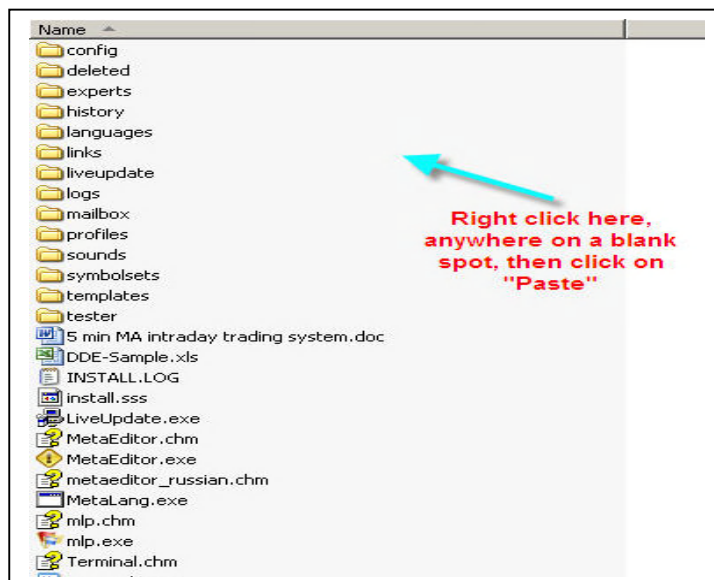 Name
config
deleted
experts
history
languages
links
liveupdate
logs
mailbox
profiles
sounds
symbolsets
templates
tester
5 min MA intraday trading system.doc
DDE-Sample.xls
INSTALL.LOG
install.sss
LiveUpdate.exe
MetaEditor.chm
MetaEditor.exe
metaeditor_russian.chm
MetaLang.exe
mlp.chm
mlp.exe
Terminal.chm
Right click here,
anywhere on a blank
spot, then click on
"Paste"